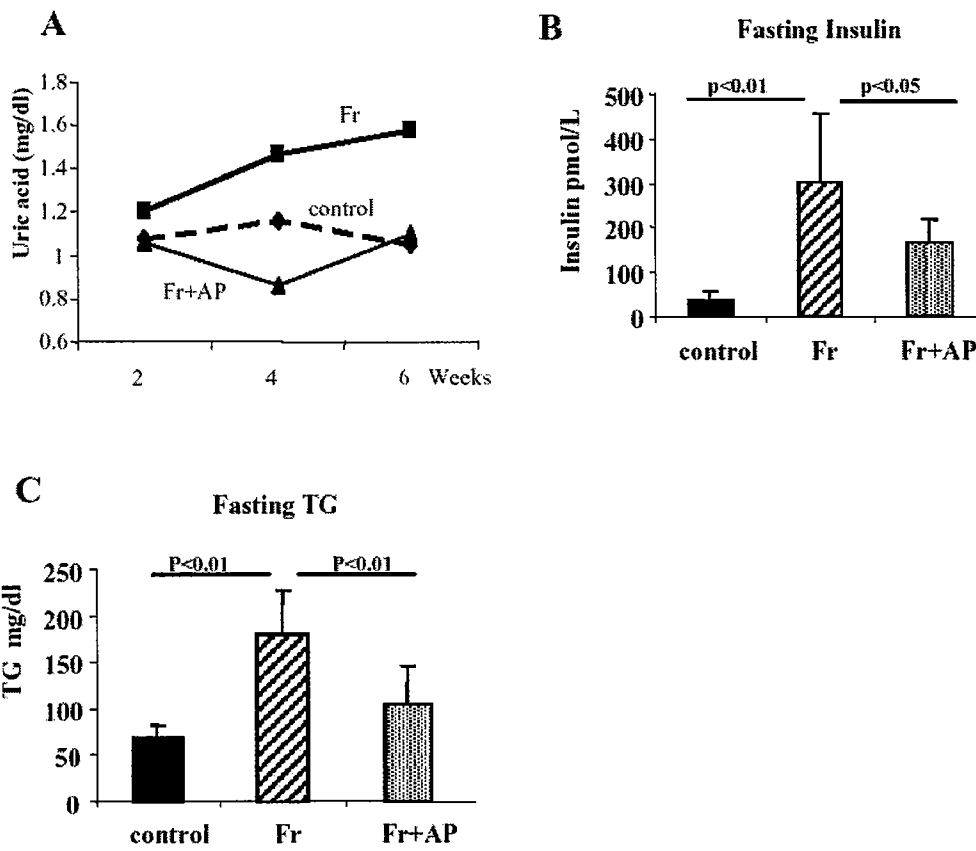 A
Uric acid (mg/dl)
1.8
1.6
1.4
1.2
1
0.8
0.6
Fr
control
Fr+AP
2 4 6 Weeks
B
Fasting Insulin
p<0.01 p<0.05
Insulin pmol/L
500
400
300
200
100
0
control Fr Fr+AP
C
Fasting TG
P<0.01 P<0.01
TG mg/dl
250
200
150
100
50
0
control Fr Fr+AP